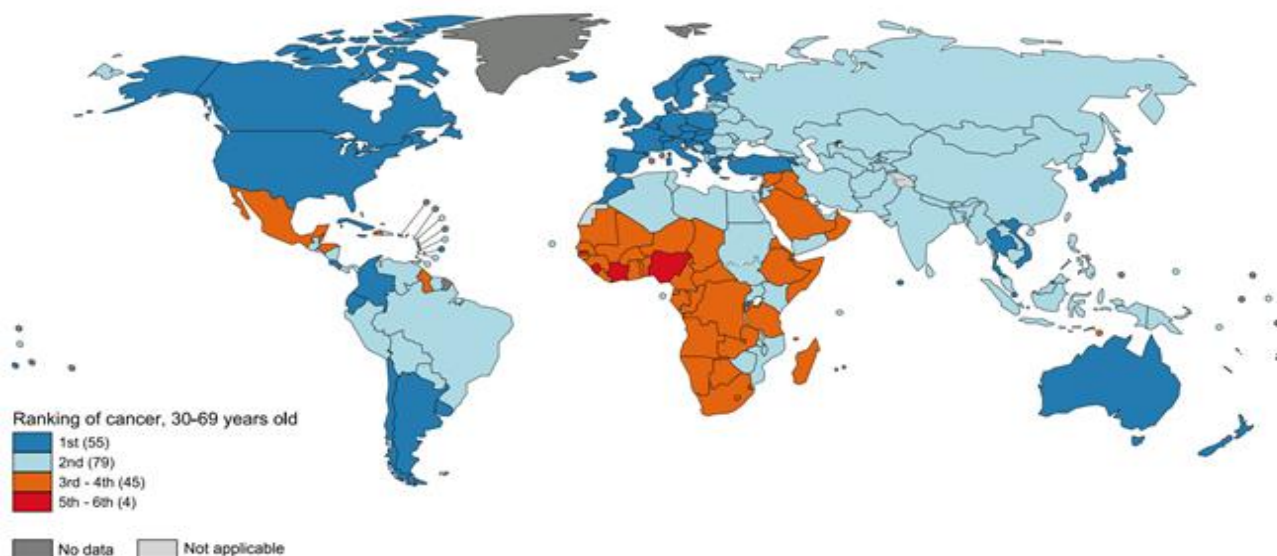 Ranking of cancer, 30-69 years old
1st (55)
2nd (79)
3rd - 4th (45)
5th - 6th (4)
No data
Not applicable